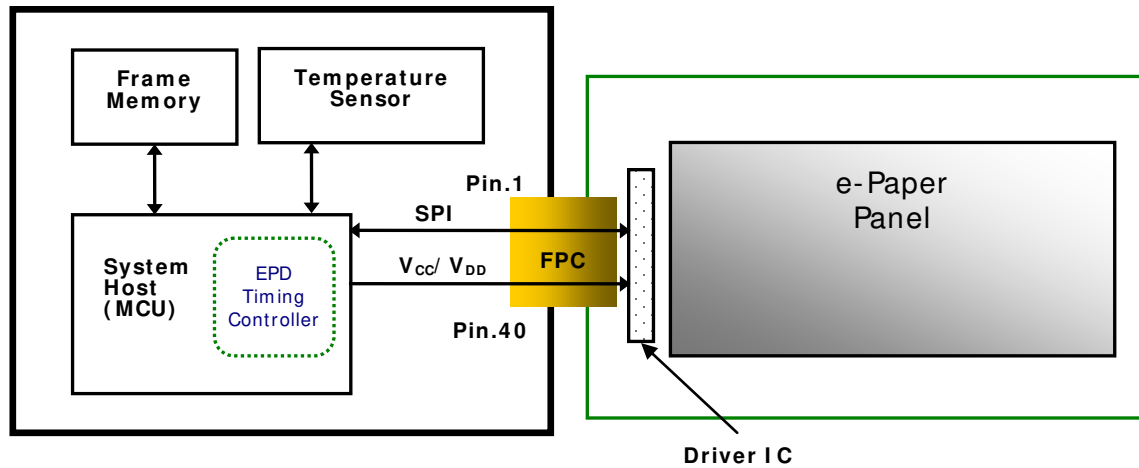 Frame
Memory
Temperature
Sensor
Pin.1
SPI
System
Host
(MCU)
EPD
Timing
Controller
VCC/ VDD
FPC
Pin.40
e-Paper
Panel
Driver IC